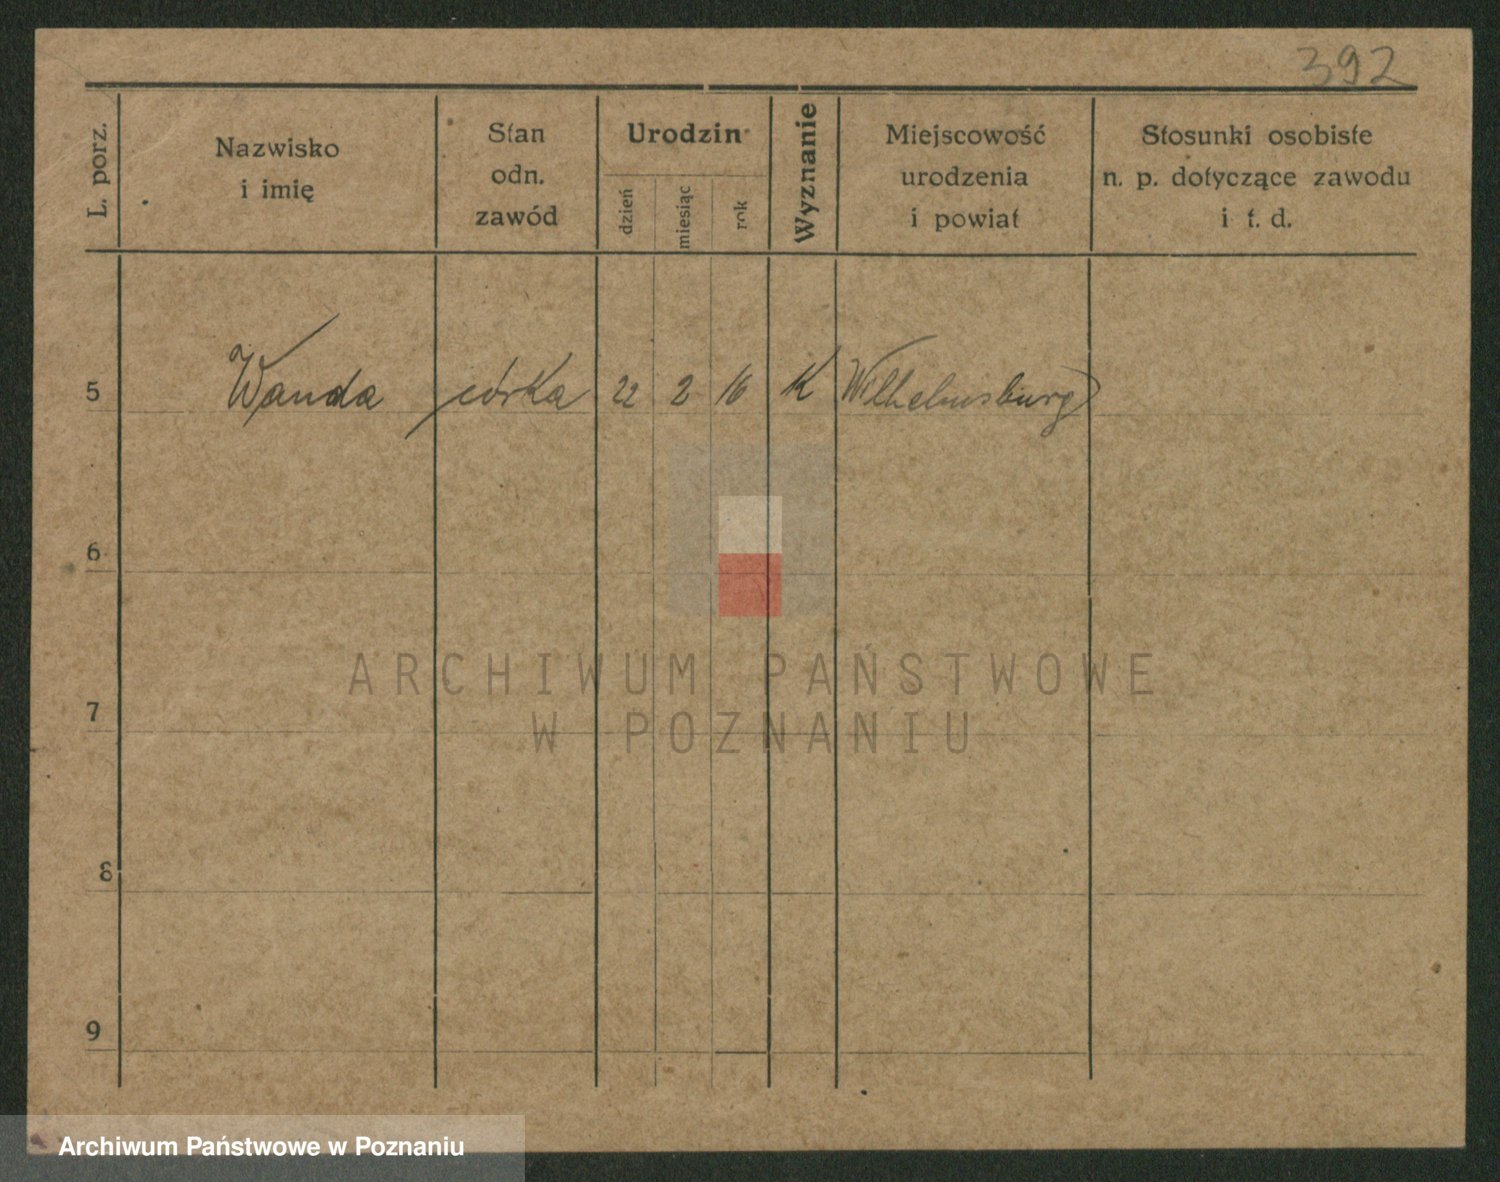 392
L. porz.
Nazwisko
i imię
Stan
odn.
zawód
Urodzin
dzień
miesiąc
rok
Wyznanie
Miejscowość
urodzenia
i powiat
Stosunki osobiste
n. p. dotyczące zawodu
i t. d.
5 Wanda córka 22 2 16 K Wilhelmsburg
6
7
8
9
ARCHIWUM PAŃSTWOWE
W POZNANIU
Archiwum Państwowe w Poznaniu